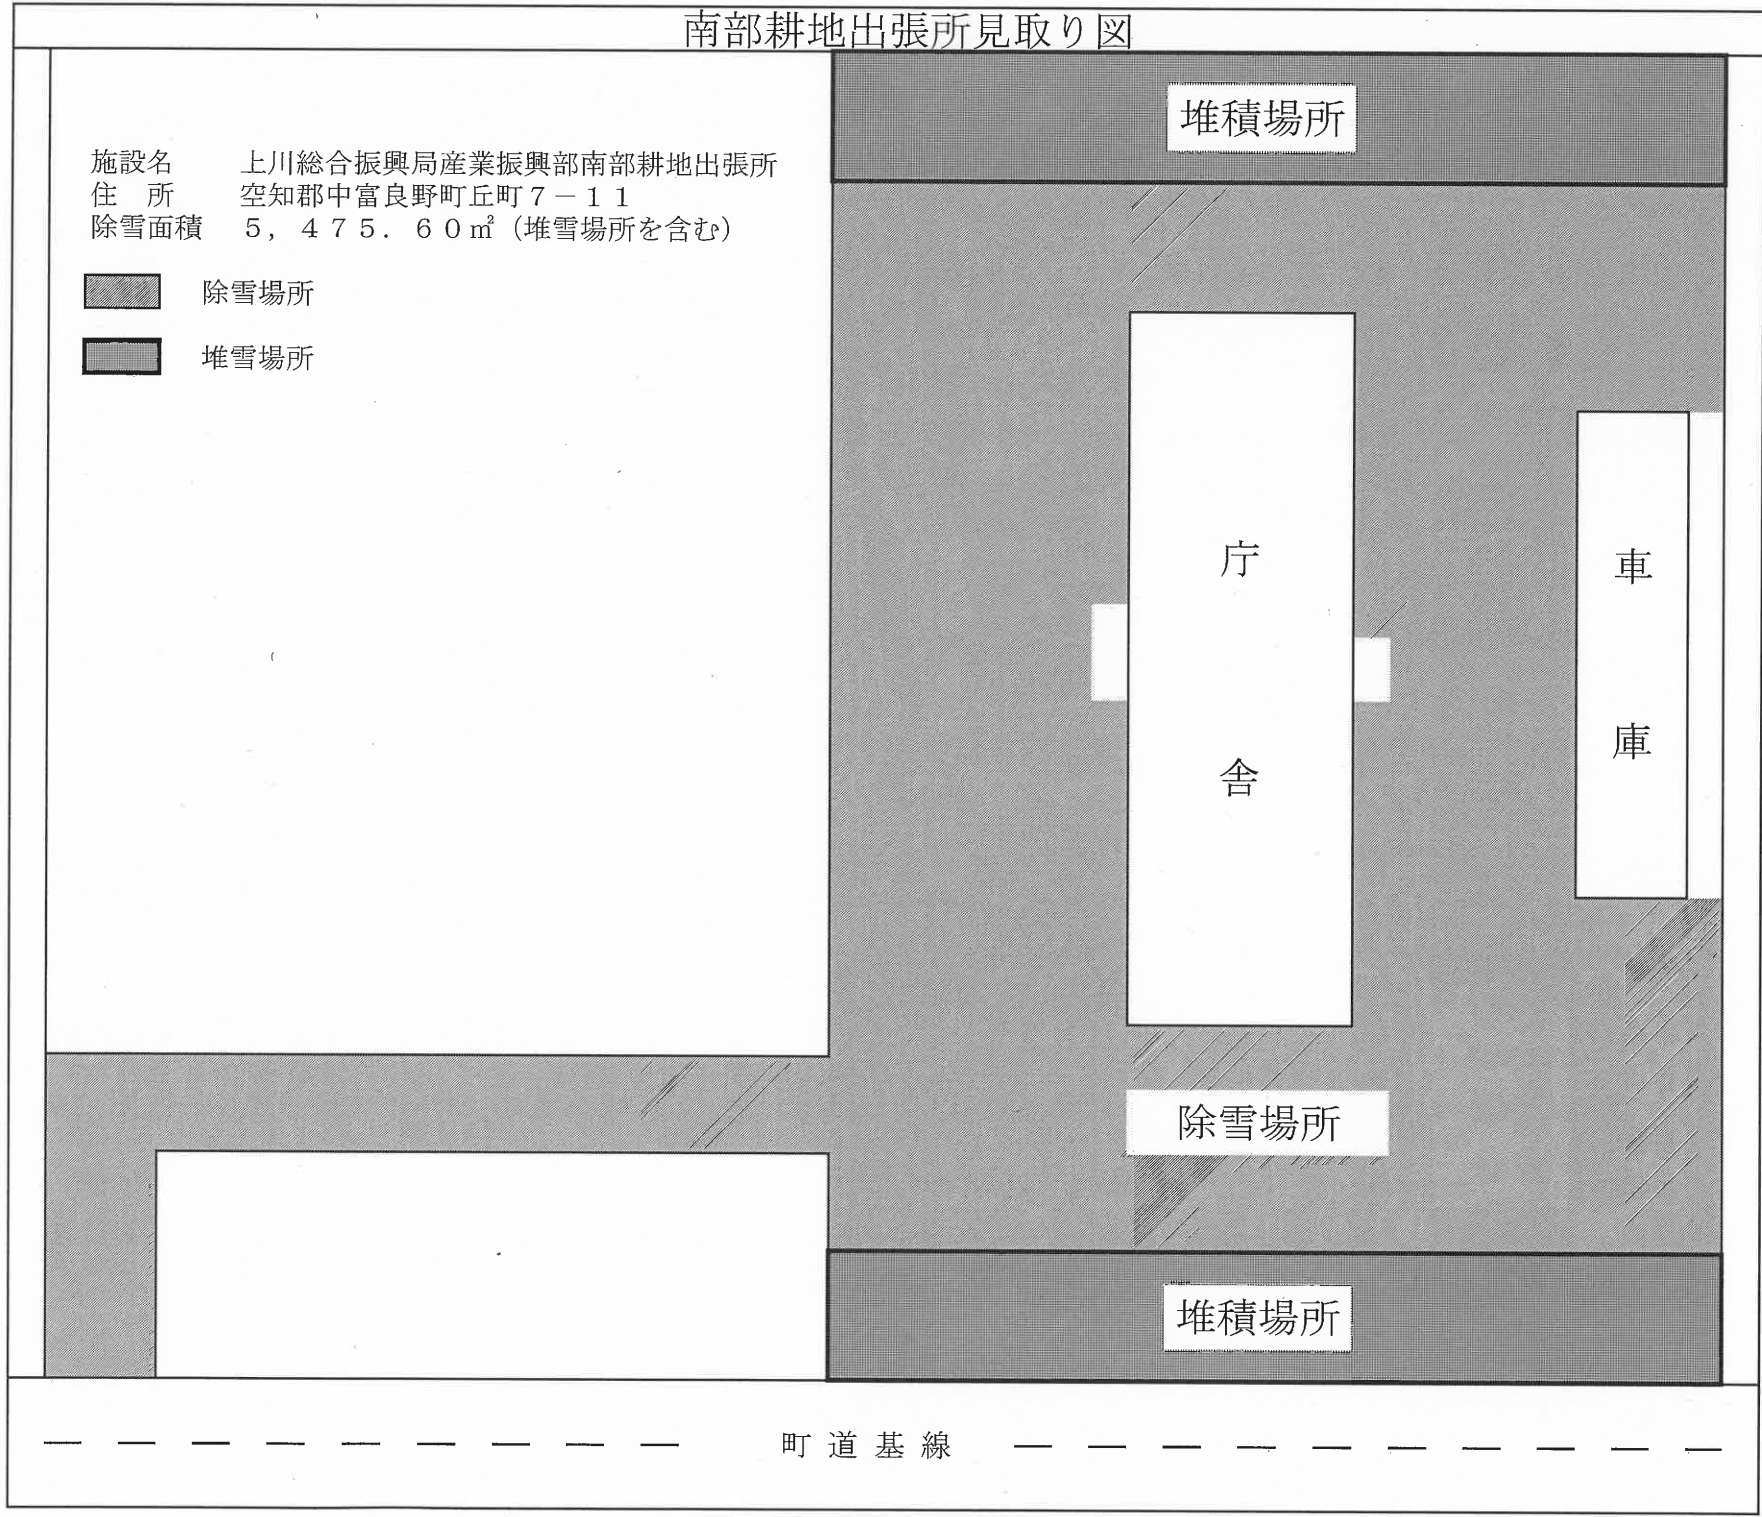 南部耕地出張所見取り図
堆積場所
施設名　　上川総合振興局産業振興部南部耕地出張所
住　所　　空知郡中富良野町丘町７－１１
除雪面積　５，４７５．６０㎡（堆雪場所を含む）
除雪場所
堆雪場所
庁
舎
車
庫
除雪場所
堆積場所
町道基線